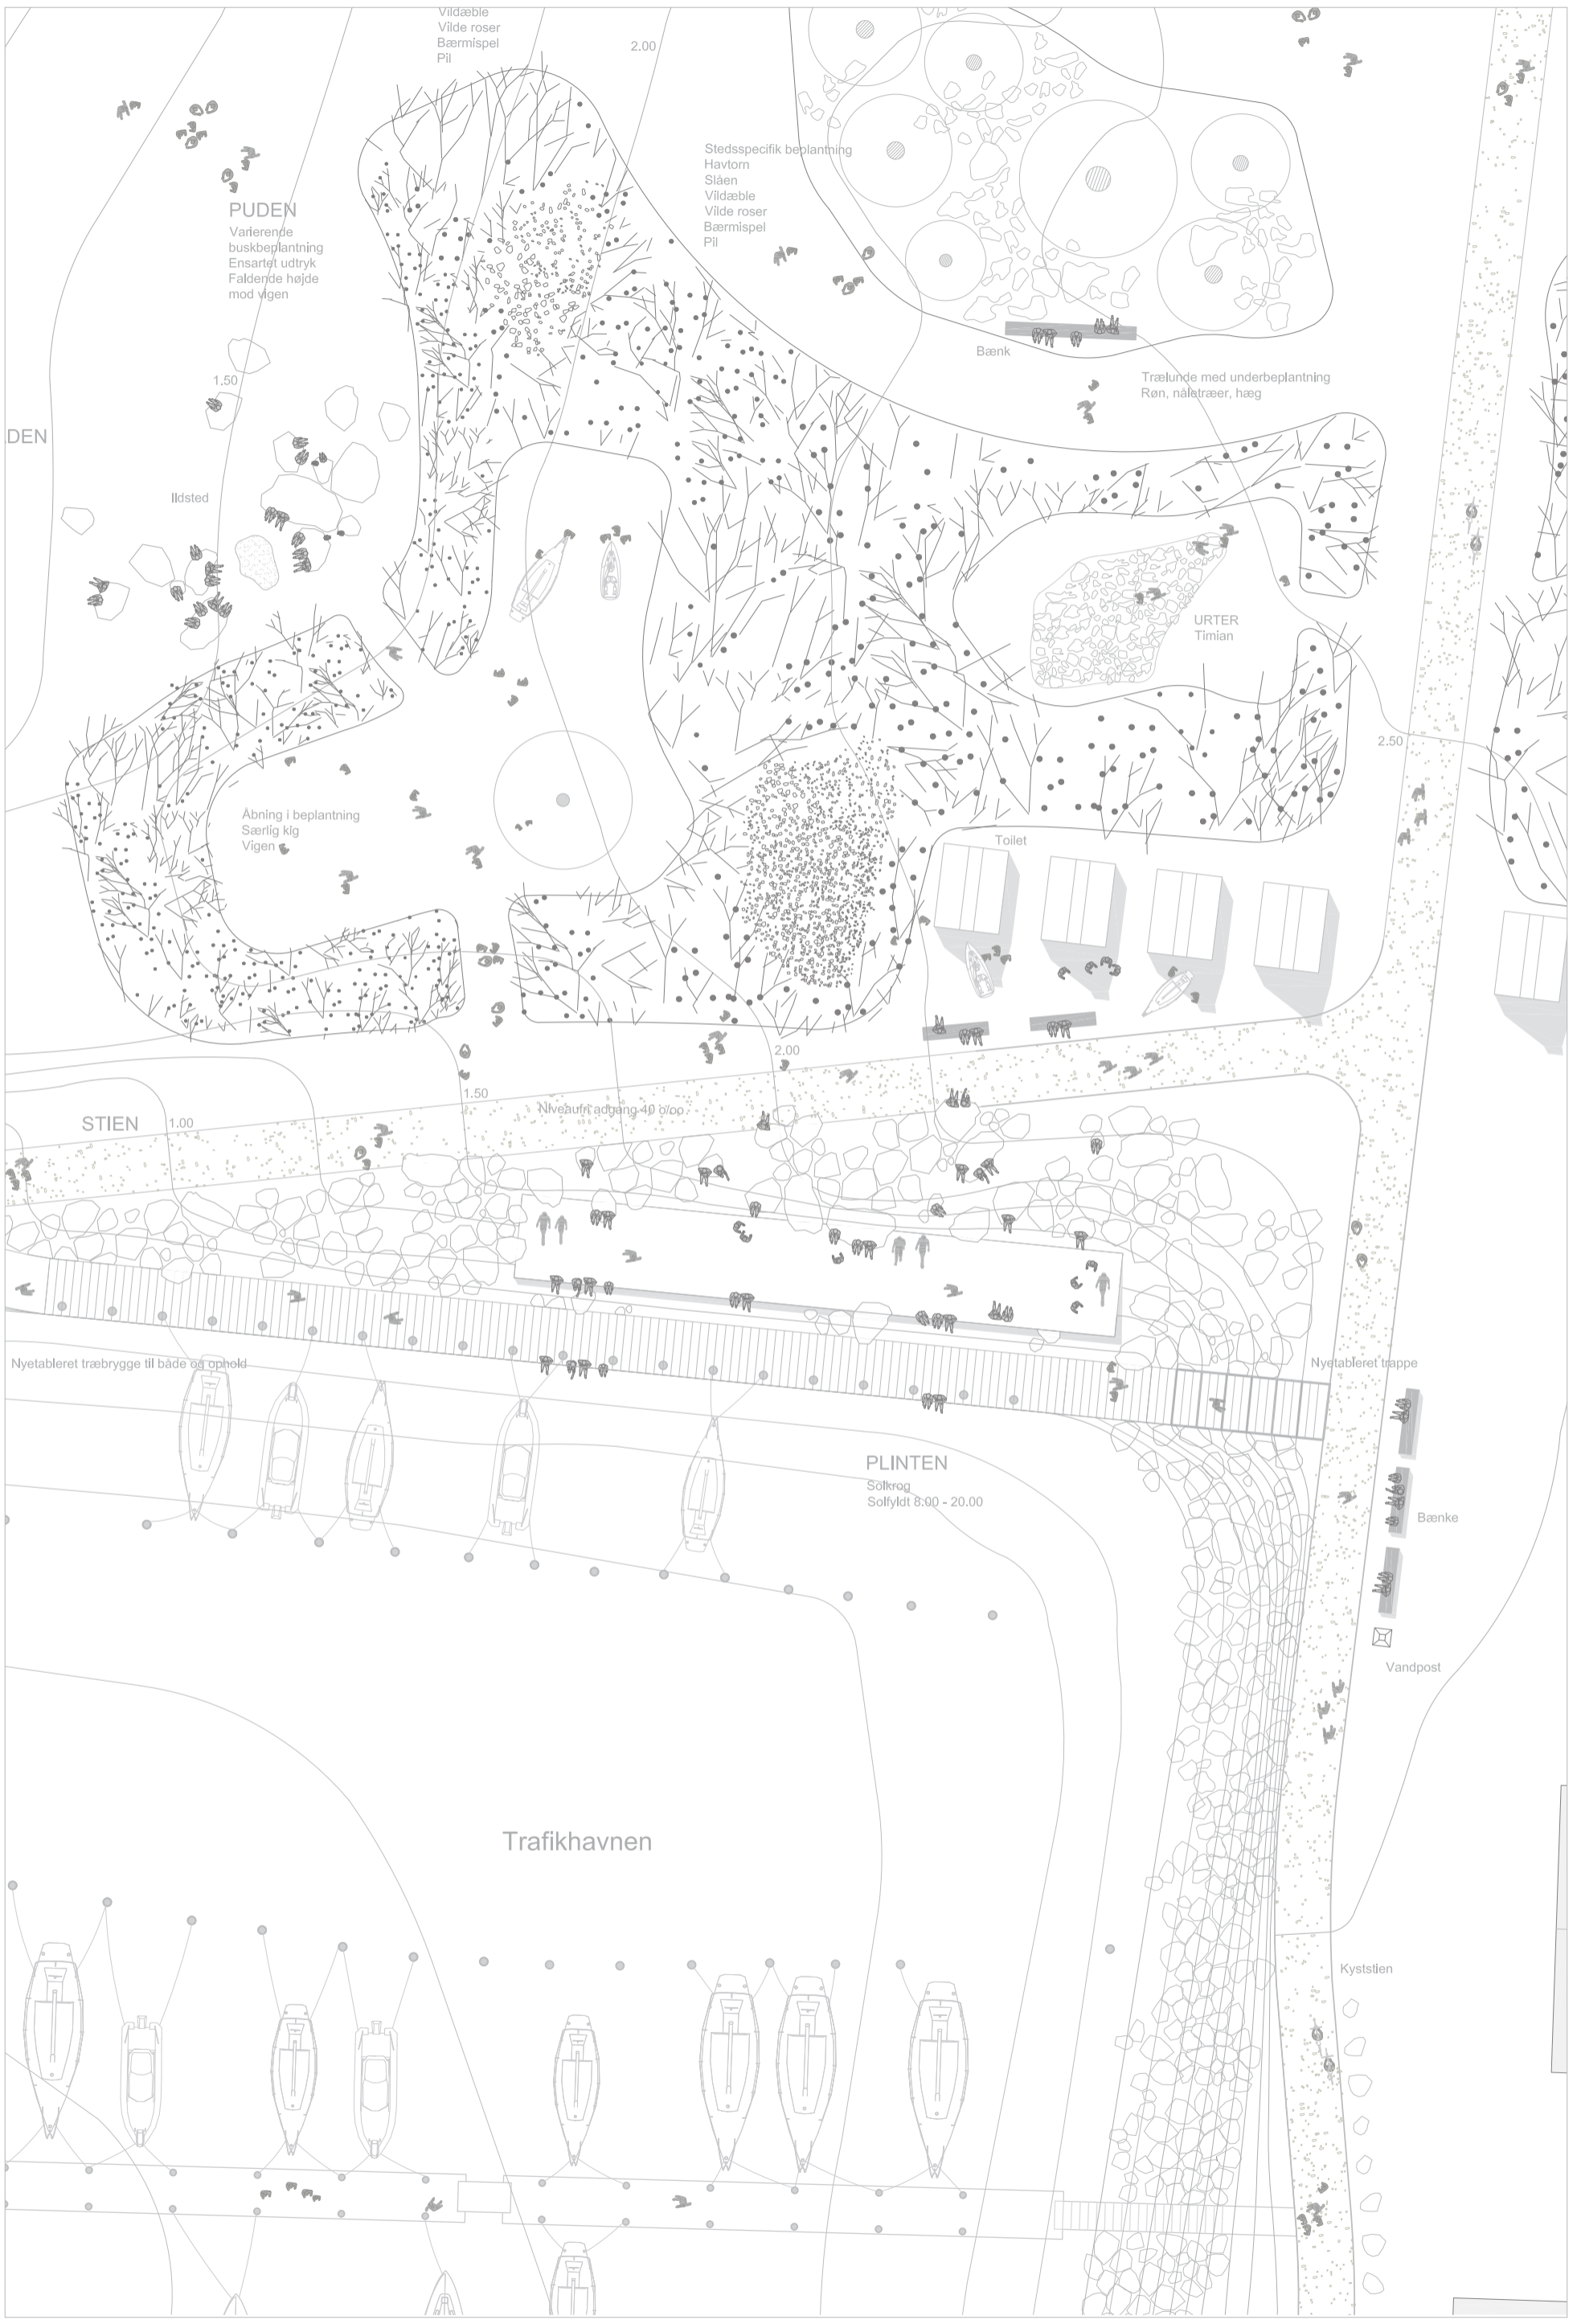 Vildæble
Vilde roser
Bærmispel
Pil
2.00
Stedsspecifik beplantning
Havtorn
Slåen
Vildæble
Vilde roser
Bærmispel
Pil
PUDEN
Varierende
buskbeplantning
Ensartet udtryk
Faldende højde
mod vigen
Bænk
Trælunde med underbeplantning
Røn, nåletræer, hæg
1.50
DEN
Ildsted
URTER
Timian
2.50
Åbning i beplantning
Særlig kig
Vigen
Toilet
2.00
1.50
Niveaufri adgang 40 o/oo
STIEN
1.00
Nyetableret træbrygge til både og ophold
Nyetableret trappe
PLINTEN
Solkrog
Solfyldt 8.00 - 20.00
Bænke
Vandpost
Trafikhavnen
Kyststien